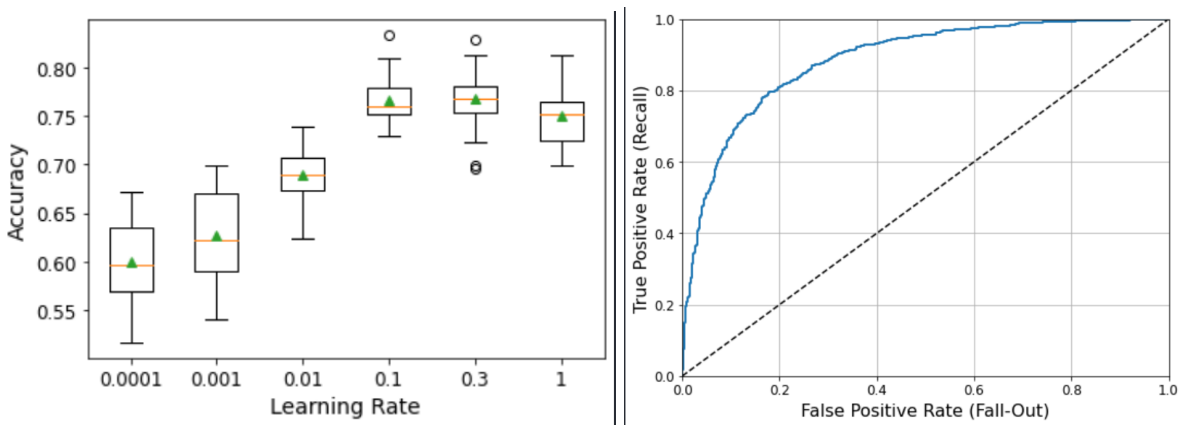 Accuracy
0.80
0.75
0.70
0.65
0.60
0.55
0.0001 0.001 0.01 0.1 0.3 1
Learning Rate
True Positive Rate (Recall)
1.0
0.8
0.6
0.4
0.2
0.0
0.0 0.2 0.4 0.6 0.8 1.0
False Positive Rate (Fall-Out)